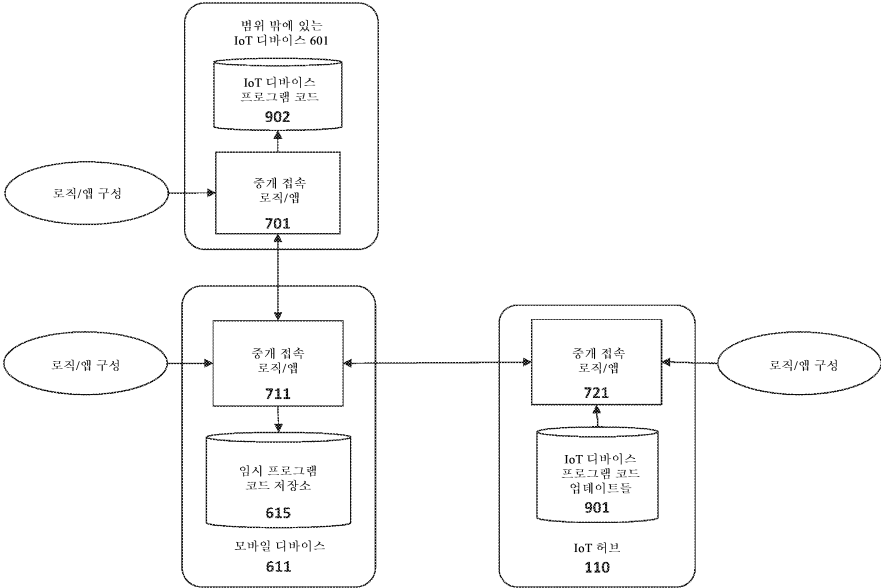 범위 밖에 있는
IoT 디바이스 601
IoT 디바이스
프로그램 코드
902
로직/앱 구성
중개 접속
로직/앱
701
로직/앱 구성
중개 접속
로직/앱
711
임시 프로그램
코드 저장소
615
모바일 디바이스
611
중개 접속
로직/앱
721
로직/앱 구성
IoT 디바이스
프로그램 코드
업데이트들
901
IoT 허브
110